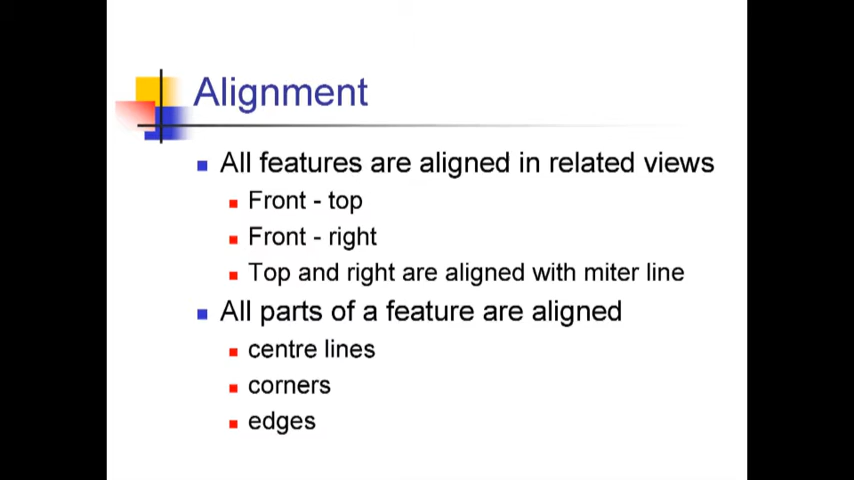 Alignment
All features are aligned in related views
Front - top
Front - right
Top and right are aligned with miter line
All parts of a feature are aligned
centre lines
corners
edges